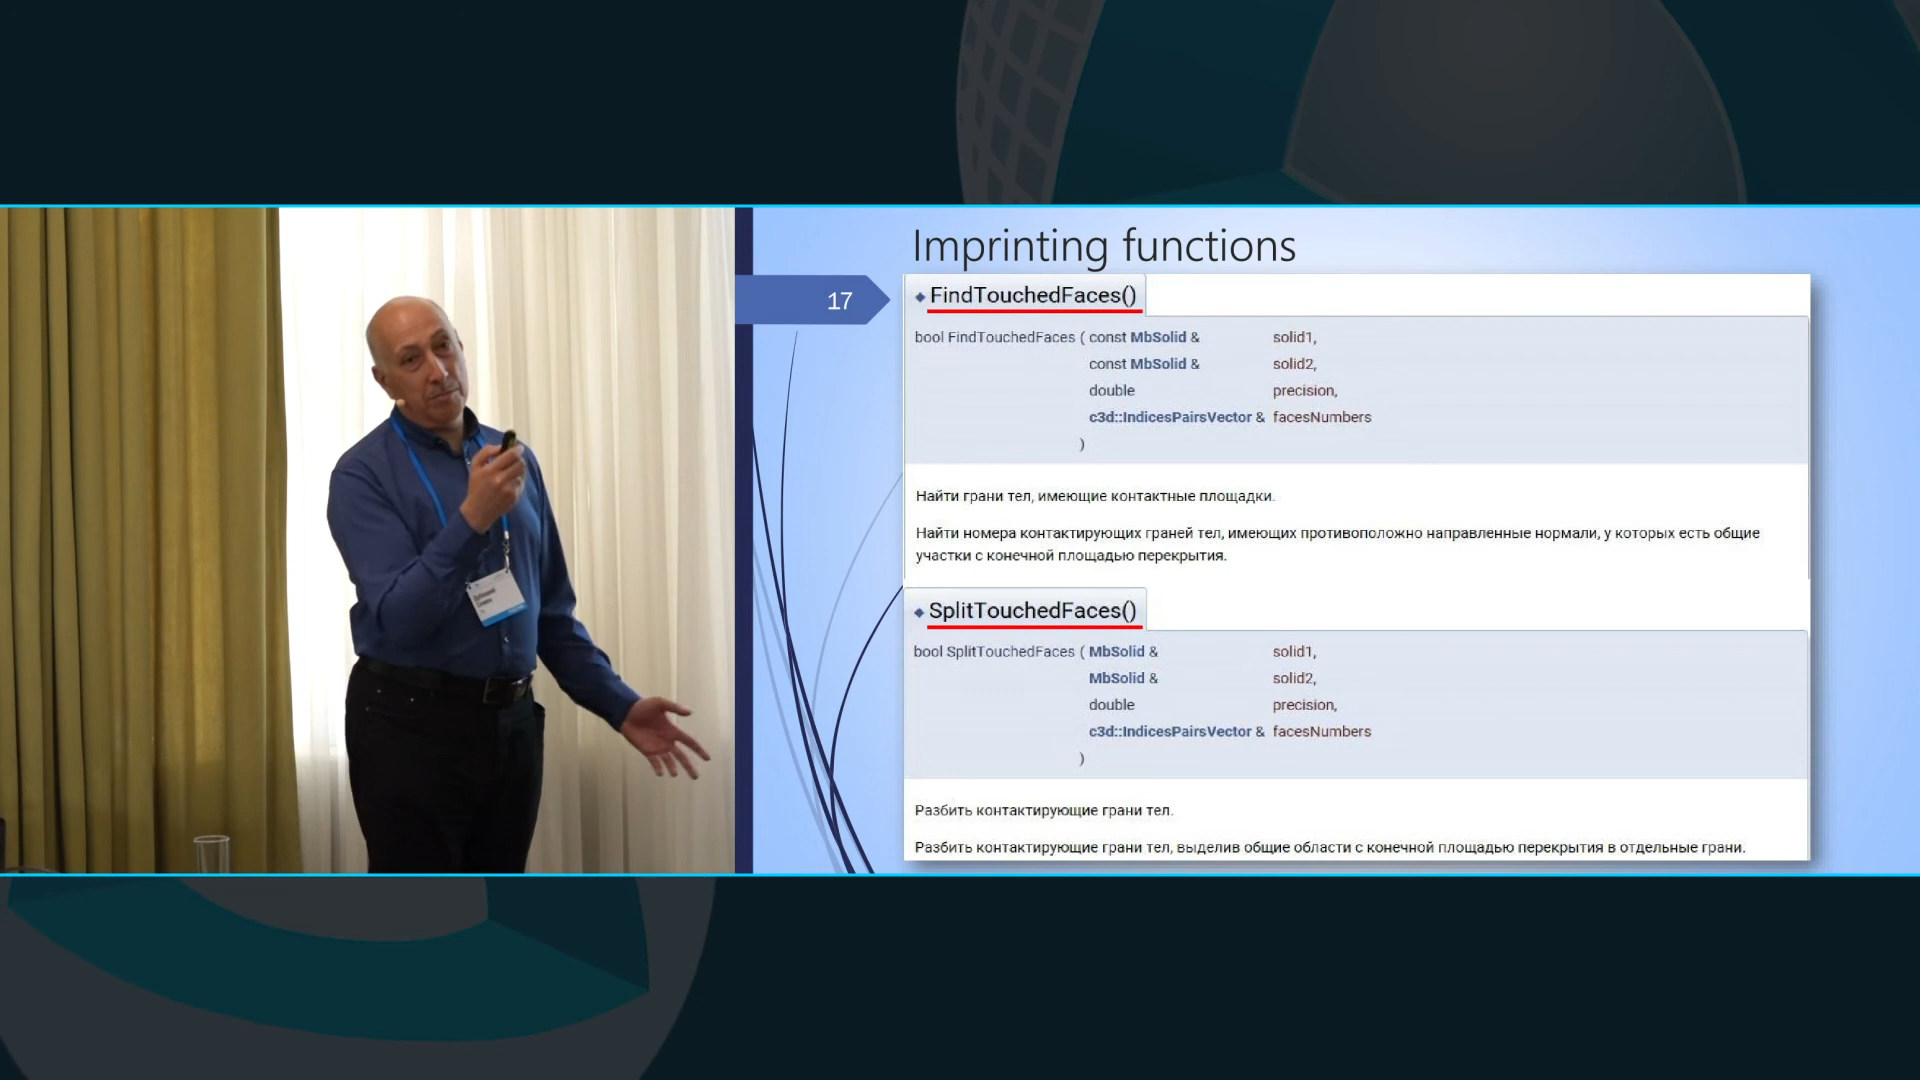 Imprinting functions
17
FindTouchedFaces()
bool FindTouchedFaces ( const MbSolid & solid1,
const MbSolid & solid2,
double precision,
c3d::IndicesPairsVector & facesNumbers
)
Найти грани тел, имеющие контактные площадки.
Найти номера контактирующих граней тел, имеющих противоположно направленные нормали, у которых есть общие
участки с конечной площадью перекрытия.
SplitTouchedFaces()
bool SplitTouchedFaces ( MbSolid & solid1,
MbSolid & solid2,
double precision,
c3d::IndicesPairsVector & facesNumbers
)
Разбить контактирующие грани тел.
Разбить контактирующие грани тел, выделив общие области с конечной площадью перекрытия в отдельные грани.